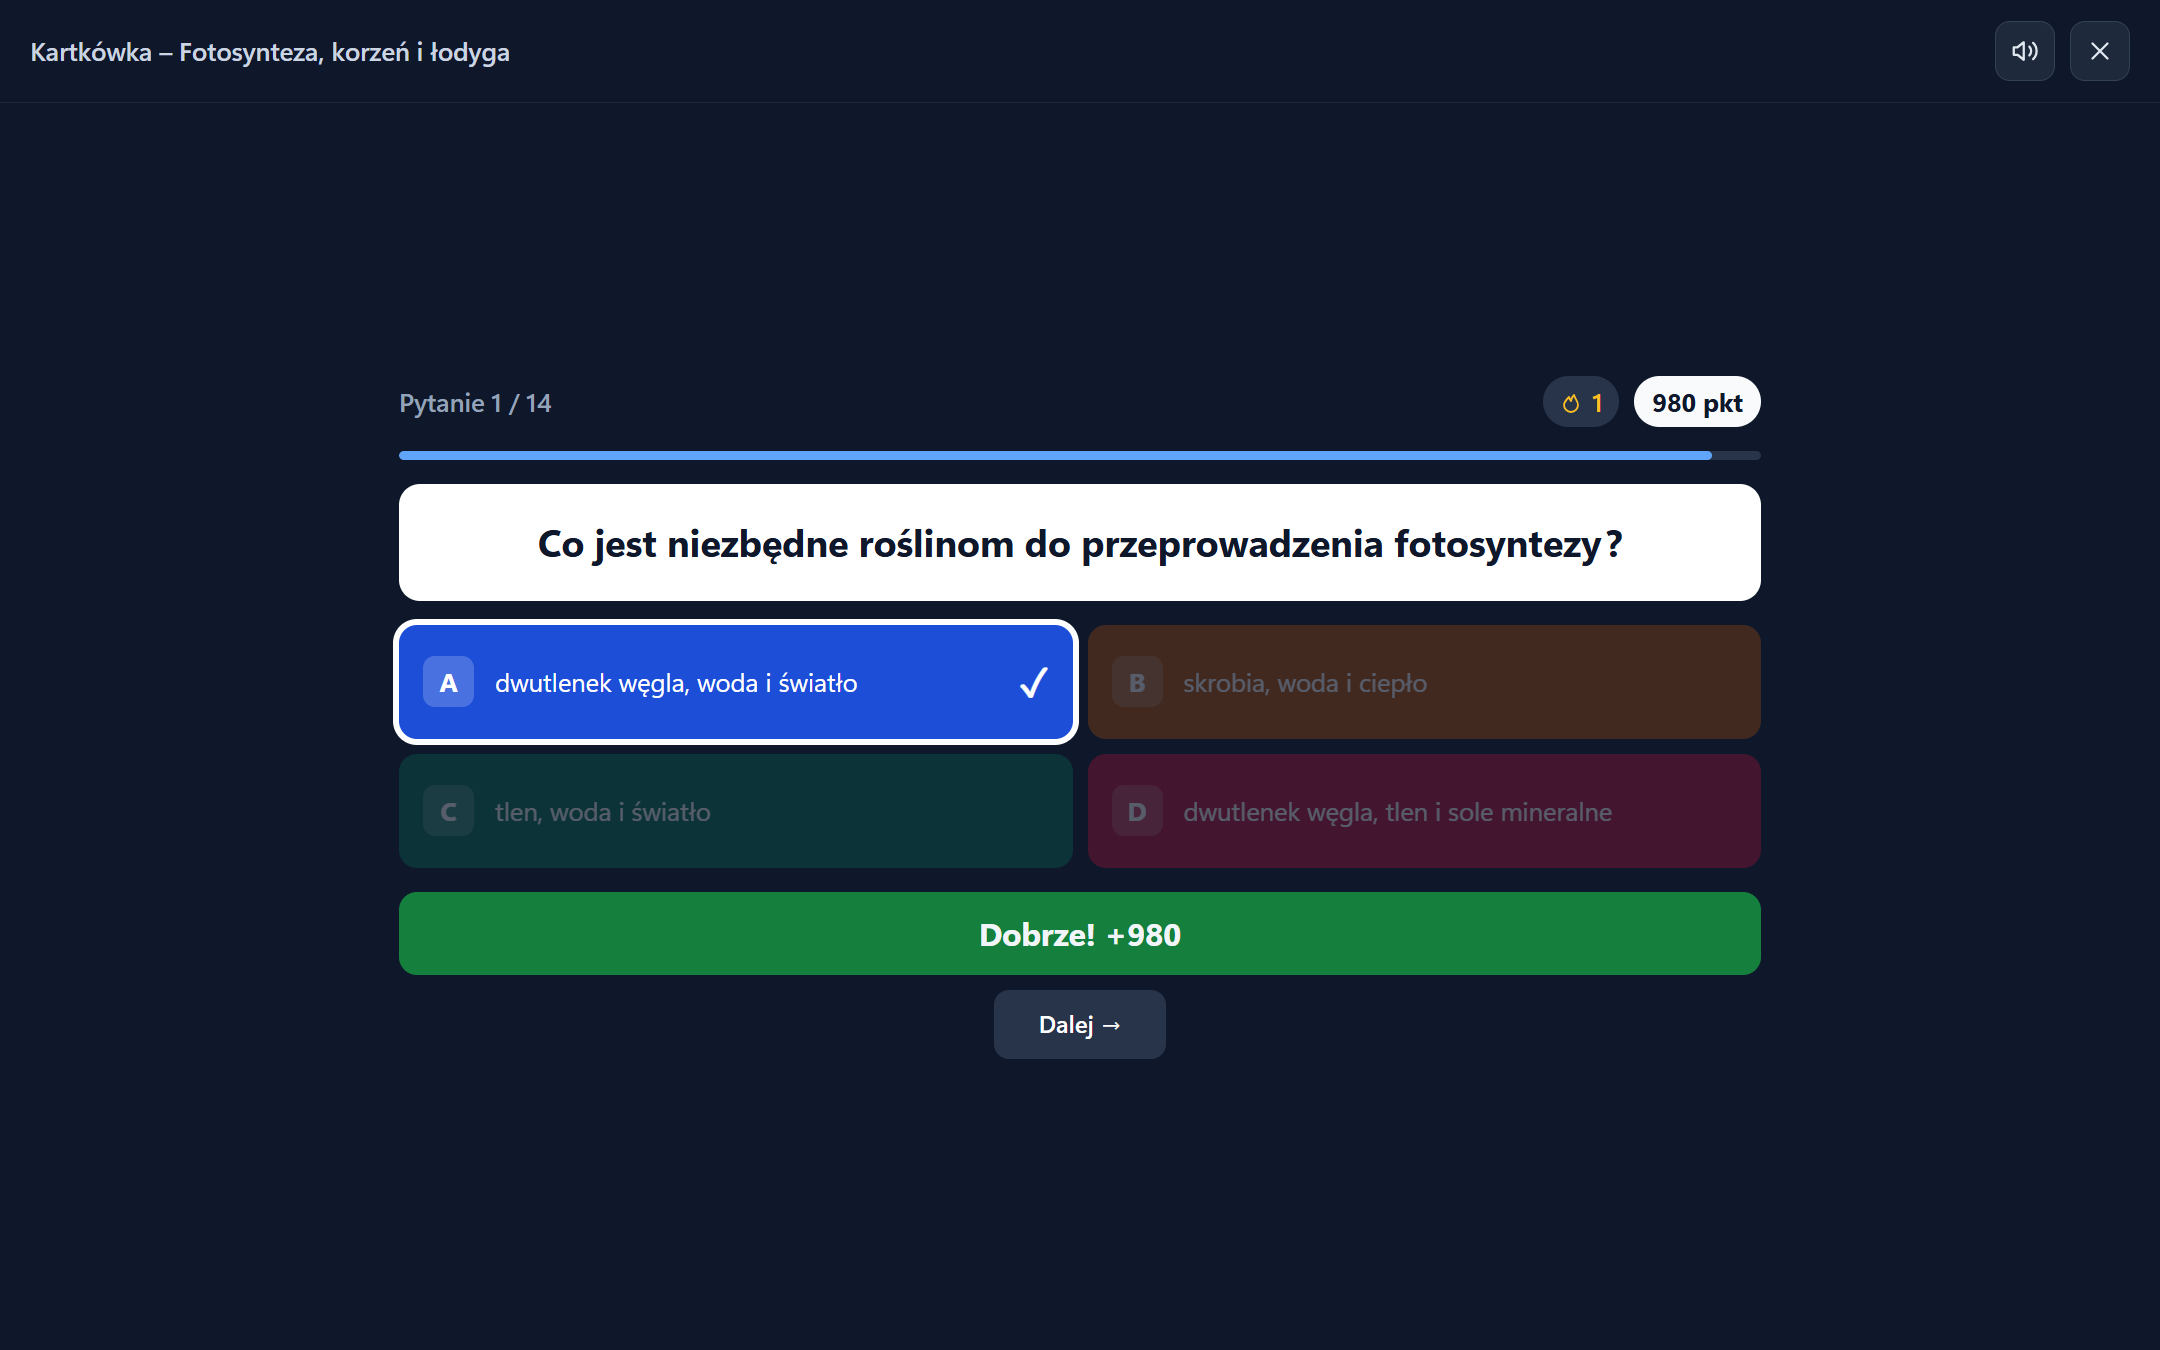 Kartkówka – Fotosynteza, korzeń i łodyga
Pytanie 1 / 14
1
980 pkt
Co jest niezbędne roślinom do przeprowadzenia fotosyntezy?
A dwutlenek węgla, woda i światło
B skrobia, woda i ciepło
C tlen, woda i światło
D dwutlenek węgla, tlen i sole mineralne
Dobrze! +980
Dalej →